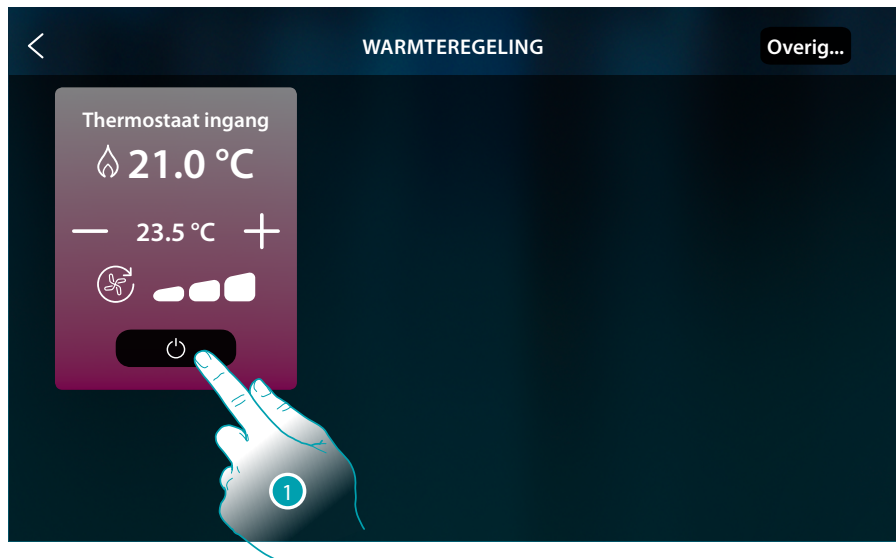 WARMTEREGELING
Overig...
Thermostaat ingang
21.0 °C
23.5 °C
1